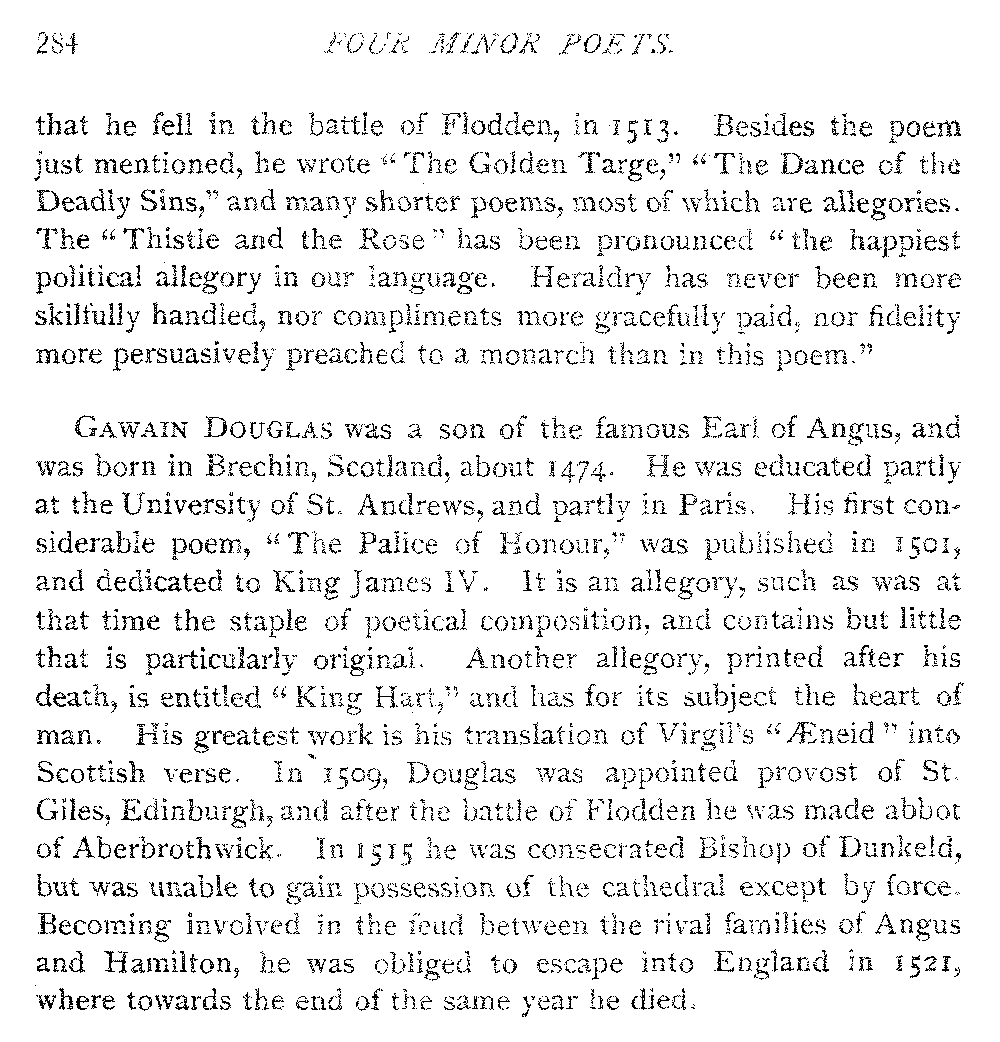 284 FOUR MINOR POETS.
that he fell in the battle of Flodden, in 1513. Besides the poem
just mentioned, he wrote “The Golden Targe,” “The Dance of the
Deadly Sins,” and many shorter poems, most of which are allegories.
The “Thistle and the Rose” has been pronounced “the happiest
political allegory in our language. Heraldry has never been more
skilfully handled, nor compliments more gracefully paid, nor fidelity
more persuasively preached to a monarch than in this poem.”
GAWAIN DOUGLAS was a son of the famous Earl of Angus, and
was born in Brechin, Scotland, about 1474. He was educated partly
at the University of St. Andrews, and partly in Paris. His first con-
siderable poem, “The Palice of Honour,” was published in 1501,
and dedicated to King James IV. It is an allegory, such as was at
that time the staple of poetical composition, and contains but little
that is particularly original. Another allegory, printed after his
death, is entitled “King Hart,” and has for its subject the heart of
man. His greatest work is his translation of Virgil's “Æneid” into
Scottish verse. In 1509, Douglas was appointed provost of St.
Giles, Edinburgh, and after the battle of Flodden he was made abbot
of Aberbrothwick. In 1515 he was consecrated Bishop of Dunkeld,
but was unable to gain possession of the cathedral except by force.
Becoming involved in the feud between the rival families of Angus
and Hamilton, he was obliged to escape into England in 1521,
where towards the end of the same year he died.